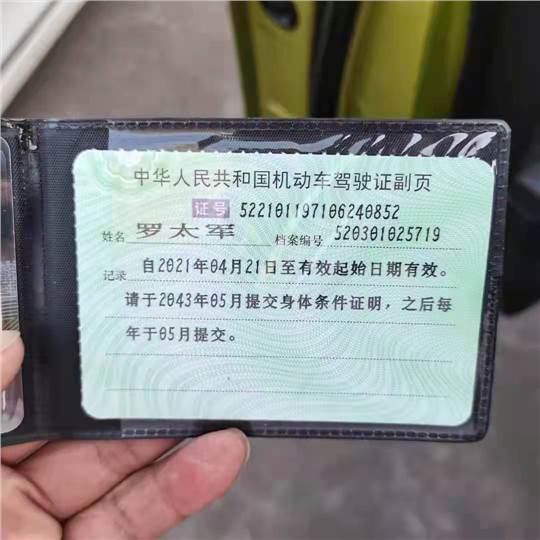 中华人民共和国机动车驾驶证副页
证号 522101197106240852
姓名 罗太军 档案编号 520301025719
记录 自2021年04月21日至有效起始日期有效。
请于2043年05月提交身体条件证明，之后每
年于05月提交。